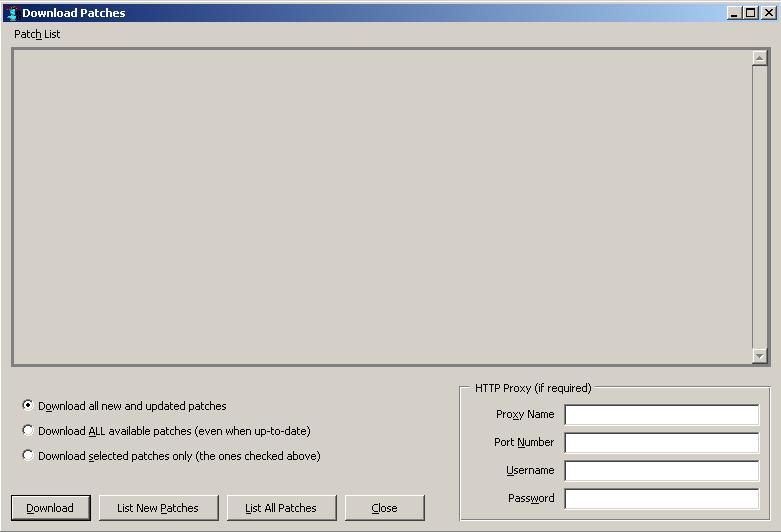 Download Patches
Patch List
Download all new and updated patches
Download ALL available patches (even when up-to-date)
Download selected patches only (the ones checked above)
HTTP Proxy (if required)
Proxy Name
Port Number
Username
Password
Download
List New Patches
List All Patches
Close